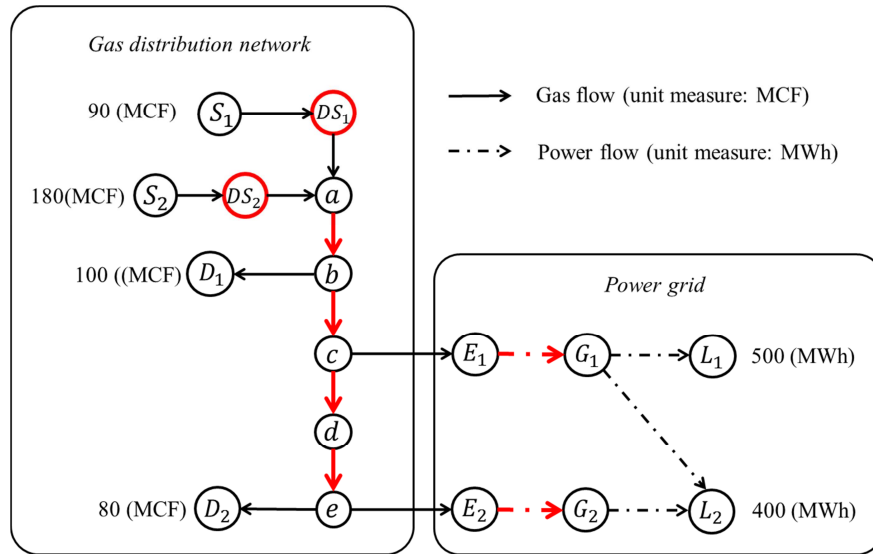 Gas distribution network
90 (MCF) S₁ DS₁
Gas flow (unit measure: MCF)
Power flow (unit measure: MWh)
180(MCF) S₂ DS₂ a
100 ((MCF) D₁ b
Power grid
c E₁ G₁ L₁ 500 (MWh)
d
80 (MCF) D₂ e E₂ G₂ L₂ 400 (MWh)